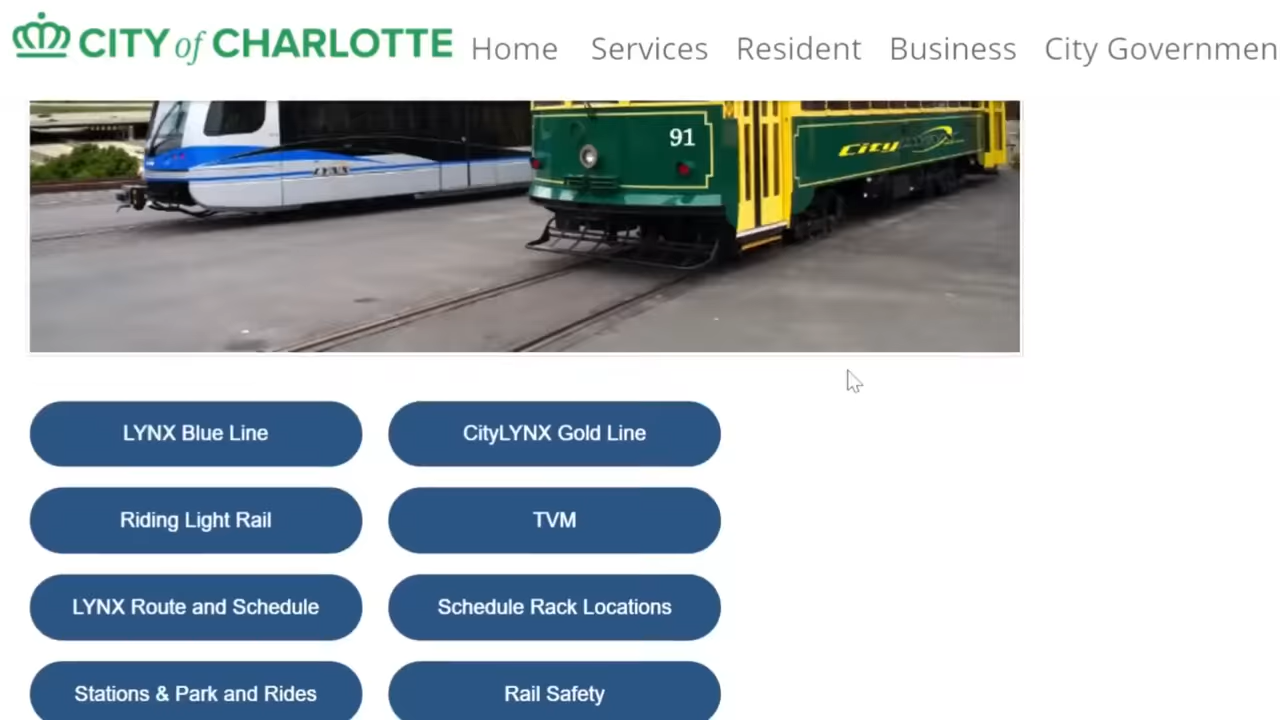 CITY of CHARLOTTE
Home Services Resident Business City Governmen
91
City
LYNX Blue Line CityLYNX Gold Line
Riding Light Rail TVM
LYNX Route and Schedule Schedule Rack Locations
Stations & Park and Rides Rail Safety